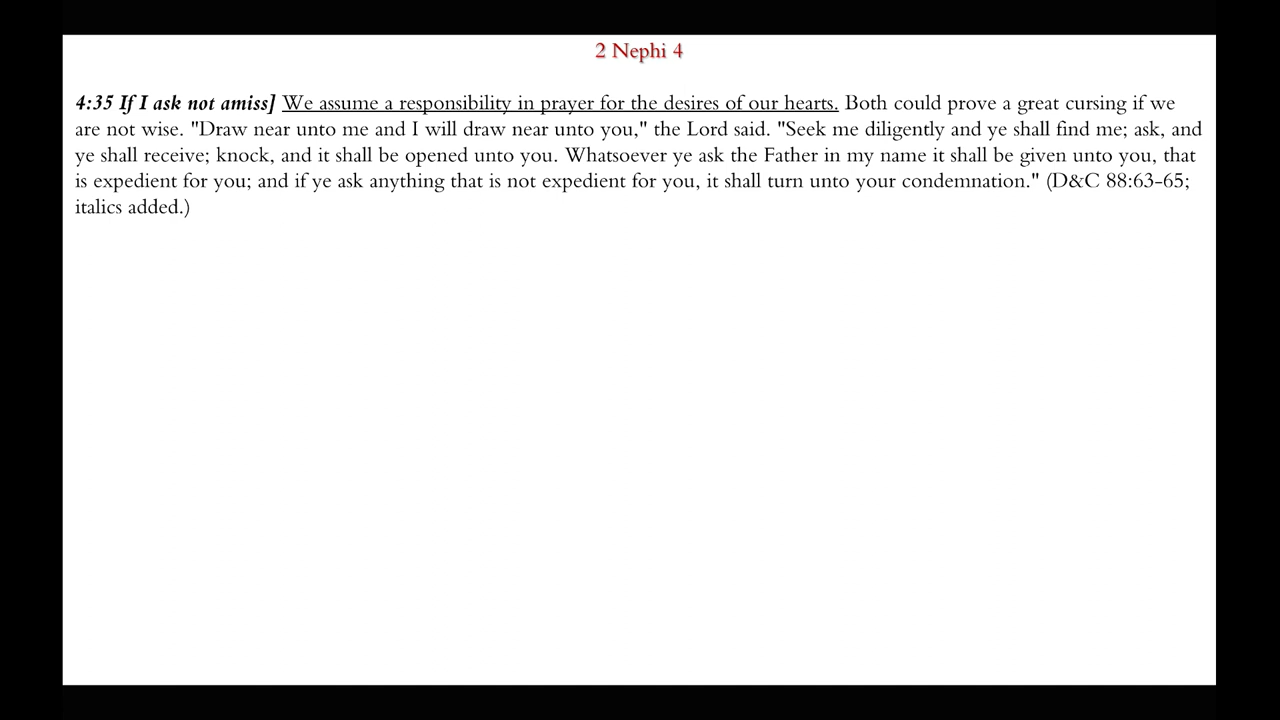 2 Nephi 4
4:35 If I ask not amiss] We assume a responsibility in prayer for the desires of our hearts. Both could prove a great cursing if we
are not wise. "Draw near unto me and I will draw near unto you," the Lord said. "Seek me diligently and ye shall find me; ask, and
ye shall receive; knock, and it shall be opened unto you. Whatsoever ye ask the Father in my name it shall be given unto you, that
is expedient for you; and if ye ask anything that is not expedient for you, it shall turn unto your condemnation." (D&C 88:63-65;
italics added.)